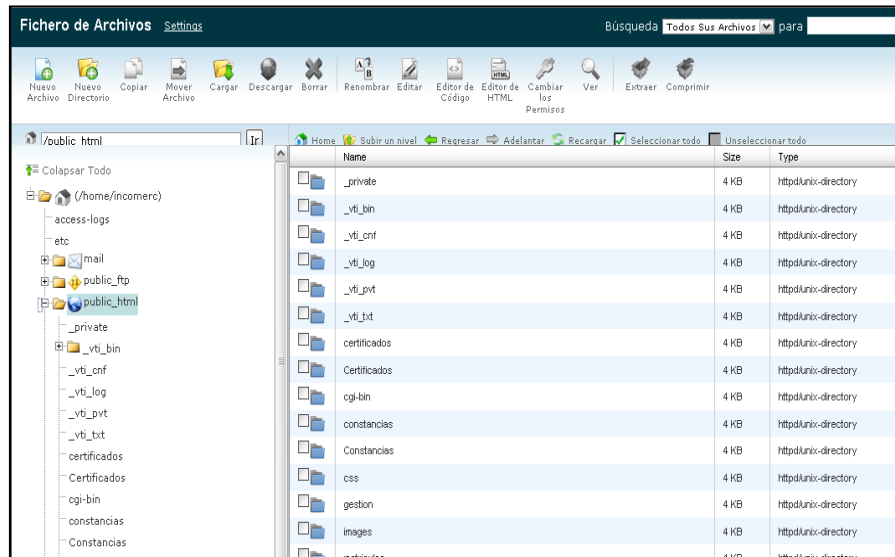 Fichero de Archivos Settings Búsqueda Todos Sus Archivos para
Nuevo Archivo Nuevo Directorio Copiar Mover Archivo Cargar Descargar Borrar Renombrar Editar Editor de Código Editor de HTML Cambiar los Permisos Ver Extraer Comprimir
/public_html Ir Home Subir un nivel Regresar Adelantar Recargar Seleccionar todo Unseleccionar todo
Colapsar Todo
(/home/incomerc)
access-logs
etc
mail
public_ftp
public_html
_private
_vti_bin
_vti_cnf
_vti_log
_vti_pvt
_vti_txt
certificados
Certificados
cgi-bin
constancias
Constancias
Name Size Type
_private 4 KB httpd/unix-directory
_vti_bin 4 KB httpd/unix-directory
_vti_cnf 4 KB httpd/unix-directory
_vti_log 4 KB httpd/unix-directory
_vti_pvt 4 KB httpd/unix-directory
_vti_txt 4 KB httpd/unix-directory
certificados 4 KB httpd/unix-directory
Certificados 4 KB httpd/unix-directory
cgi-bin 4 KB httpd/unix-directory
constancias 4 KB httpd/unix-directory
Constancias 4 KB httpd/unix-directory
css 4 KB httpd/unix-directory
gestion 4 KB httpd/unix-directory
images 4 KB httpd/unix-directory